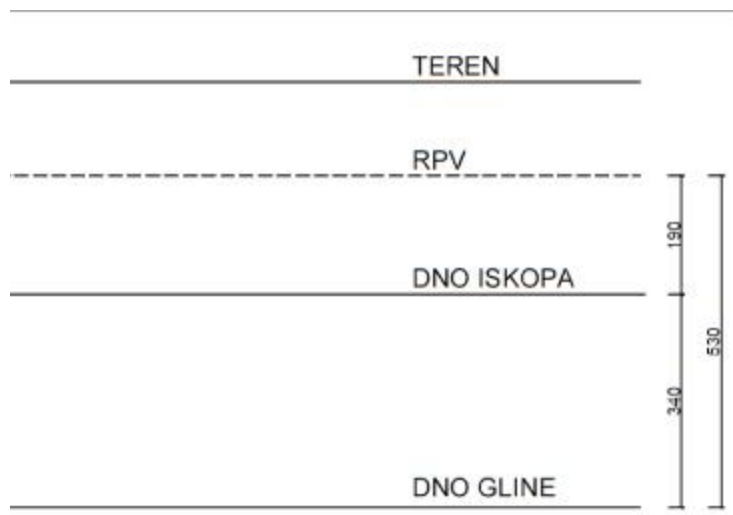 TEREN
RPV
190
DNO ISKOPA
530
340
DNO GLINE